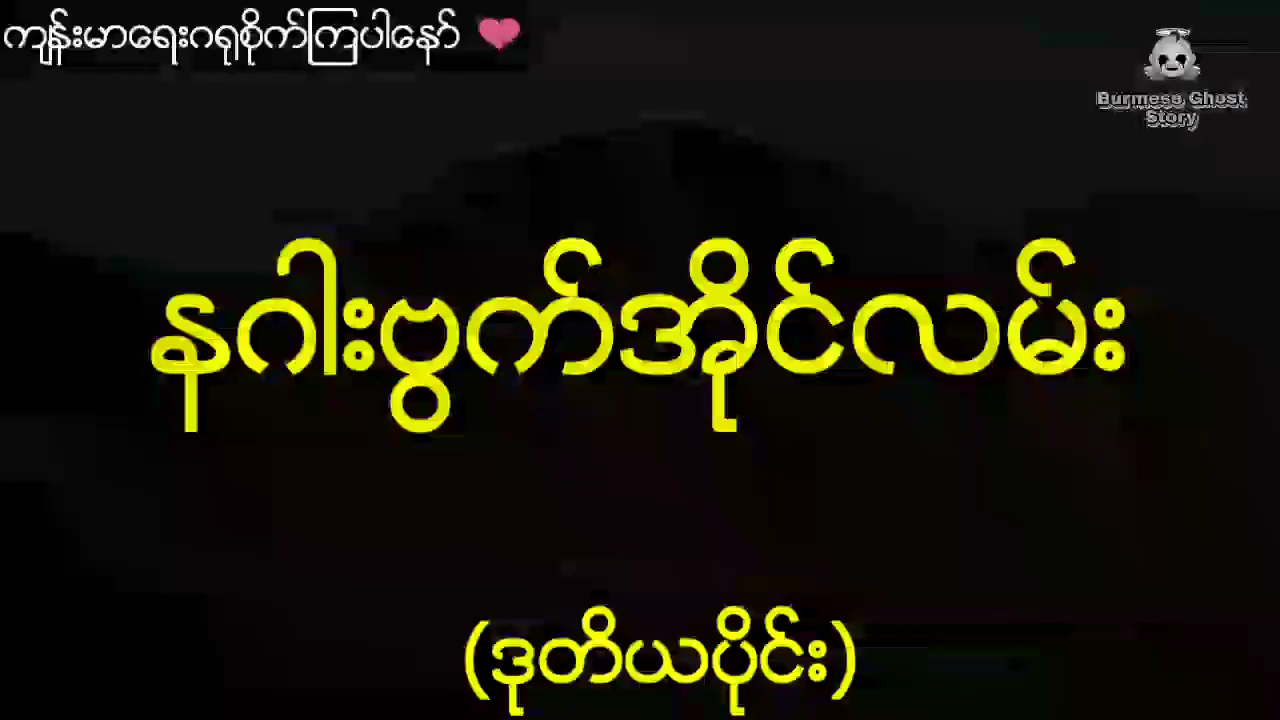 ကျန်းမာရေးဂရုစိုက်ကြပါနော် ❤
Burmese Ghost
Story
နဂါးဗွက်အိုင်လမ်း
(ဒုတိယပိုင်း)